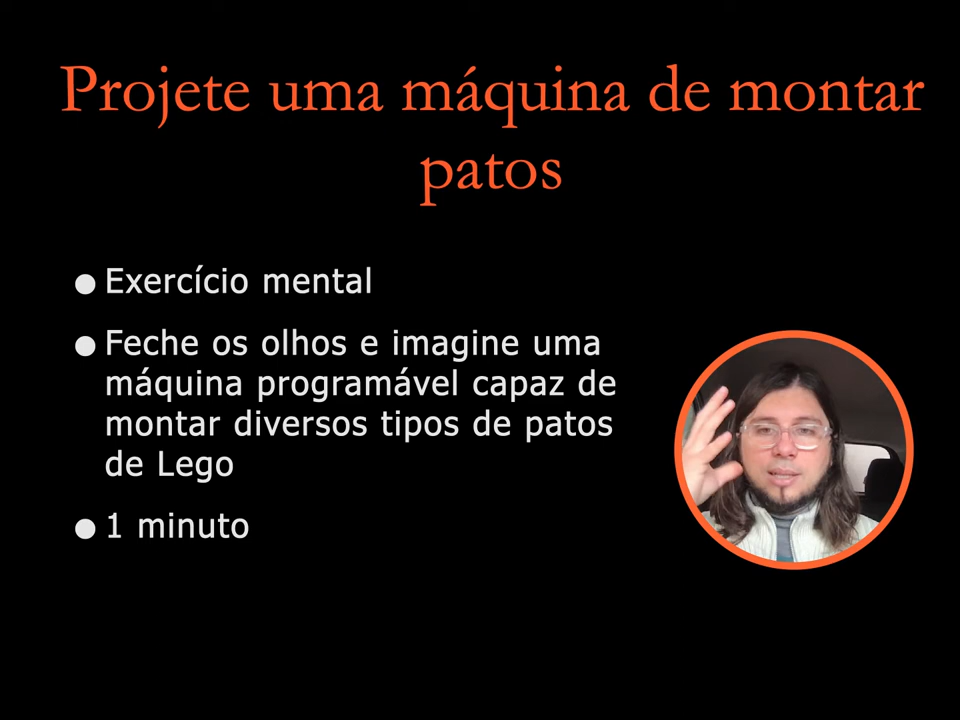 Projete uma máquina de montar
patos
● Exercício mental
● Feche os olhos e imagine uma
máquina programável capaz de
montar diversos tipos de patos
de Lego
● 1 minuto